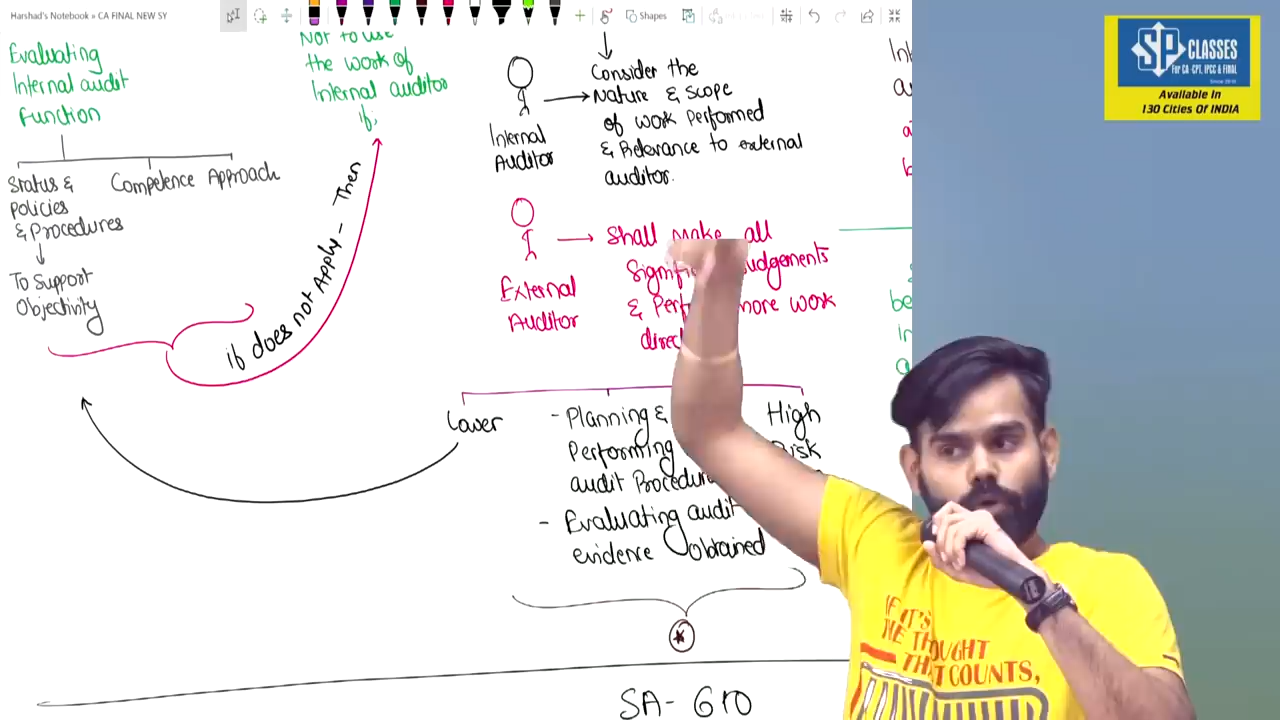 Harshad's Notebook » CA FINAL NEW SY
Shapes
Evaluating
Internal audit
Function
Status &
policies
& Procedures
To Support
Objectivity
Competence
Approach
Not to use
the work of
Internal auditor
if;
if does not Apply - Then
Internal
Auditor
Consider the
Nature & Scope
of work Performed
& Relevance to external
auditor.
External
Auditor
Shall make all
Judgements
& more work
Lower
- Planning &
Performing
audit
- Evaluating audit
evidence Obtained
High
Risk
SA- 610
SP CLASSES
For CA -CPT, IPCC & FINAL
Since 2010
Available In
130 Cities Of INDIA
IF IT'S
THE THOUGHT
THAT COUNTS,